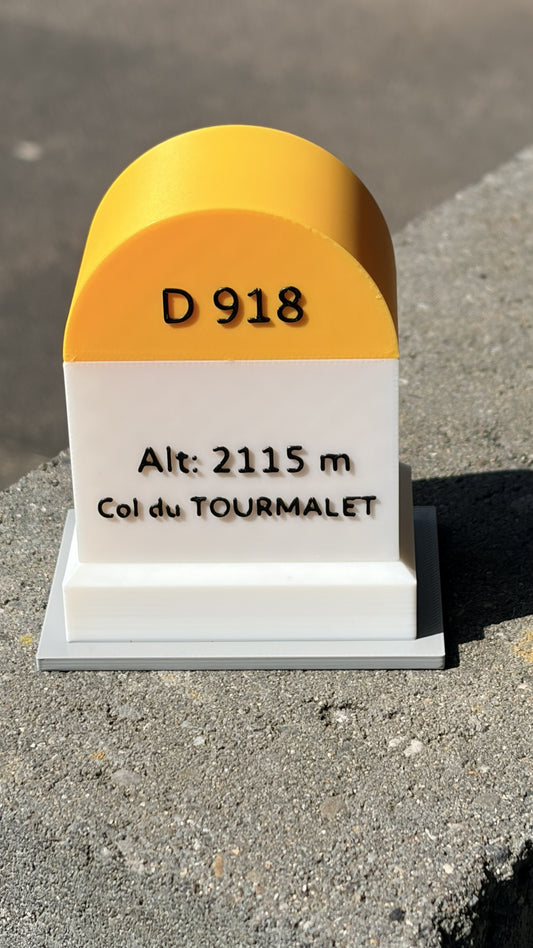 D 918
Alt: 2115 m
Col du TOURMALET